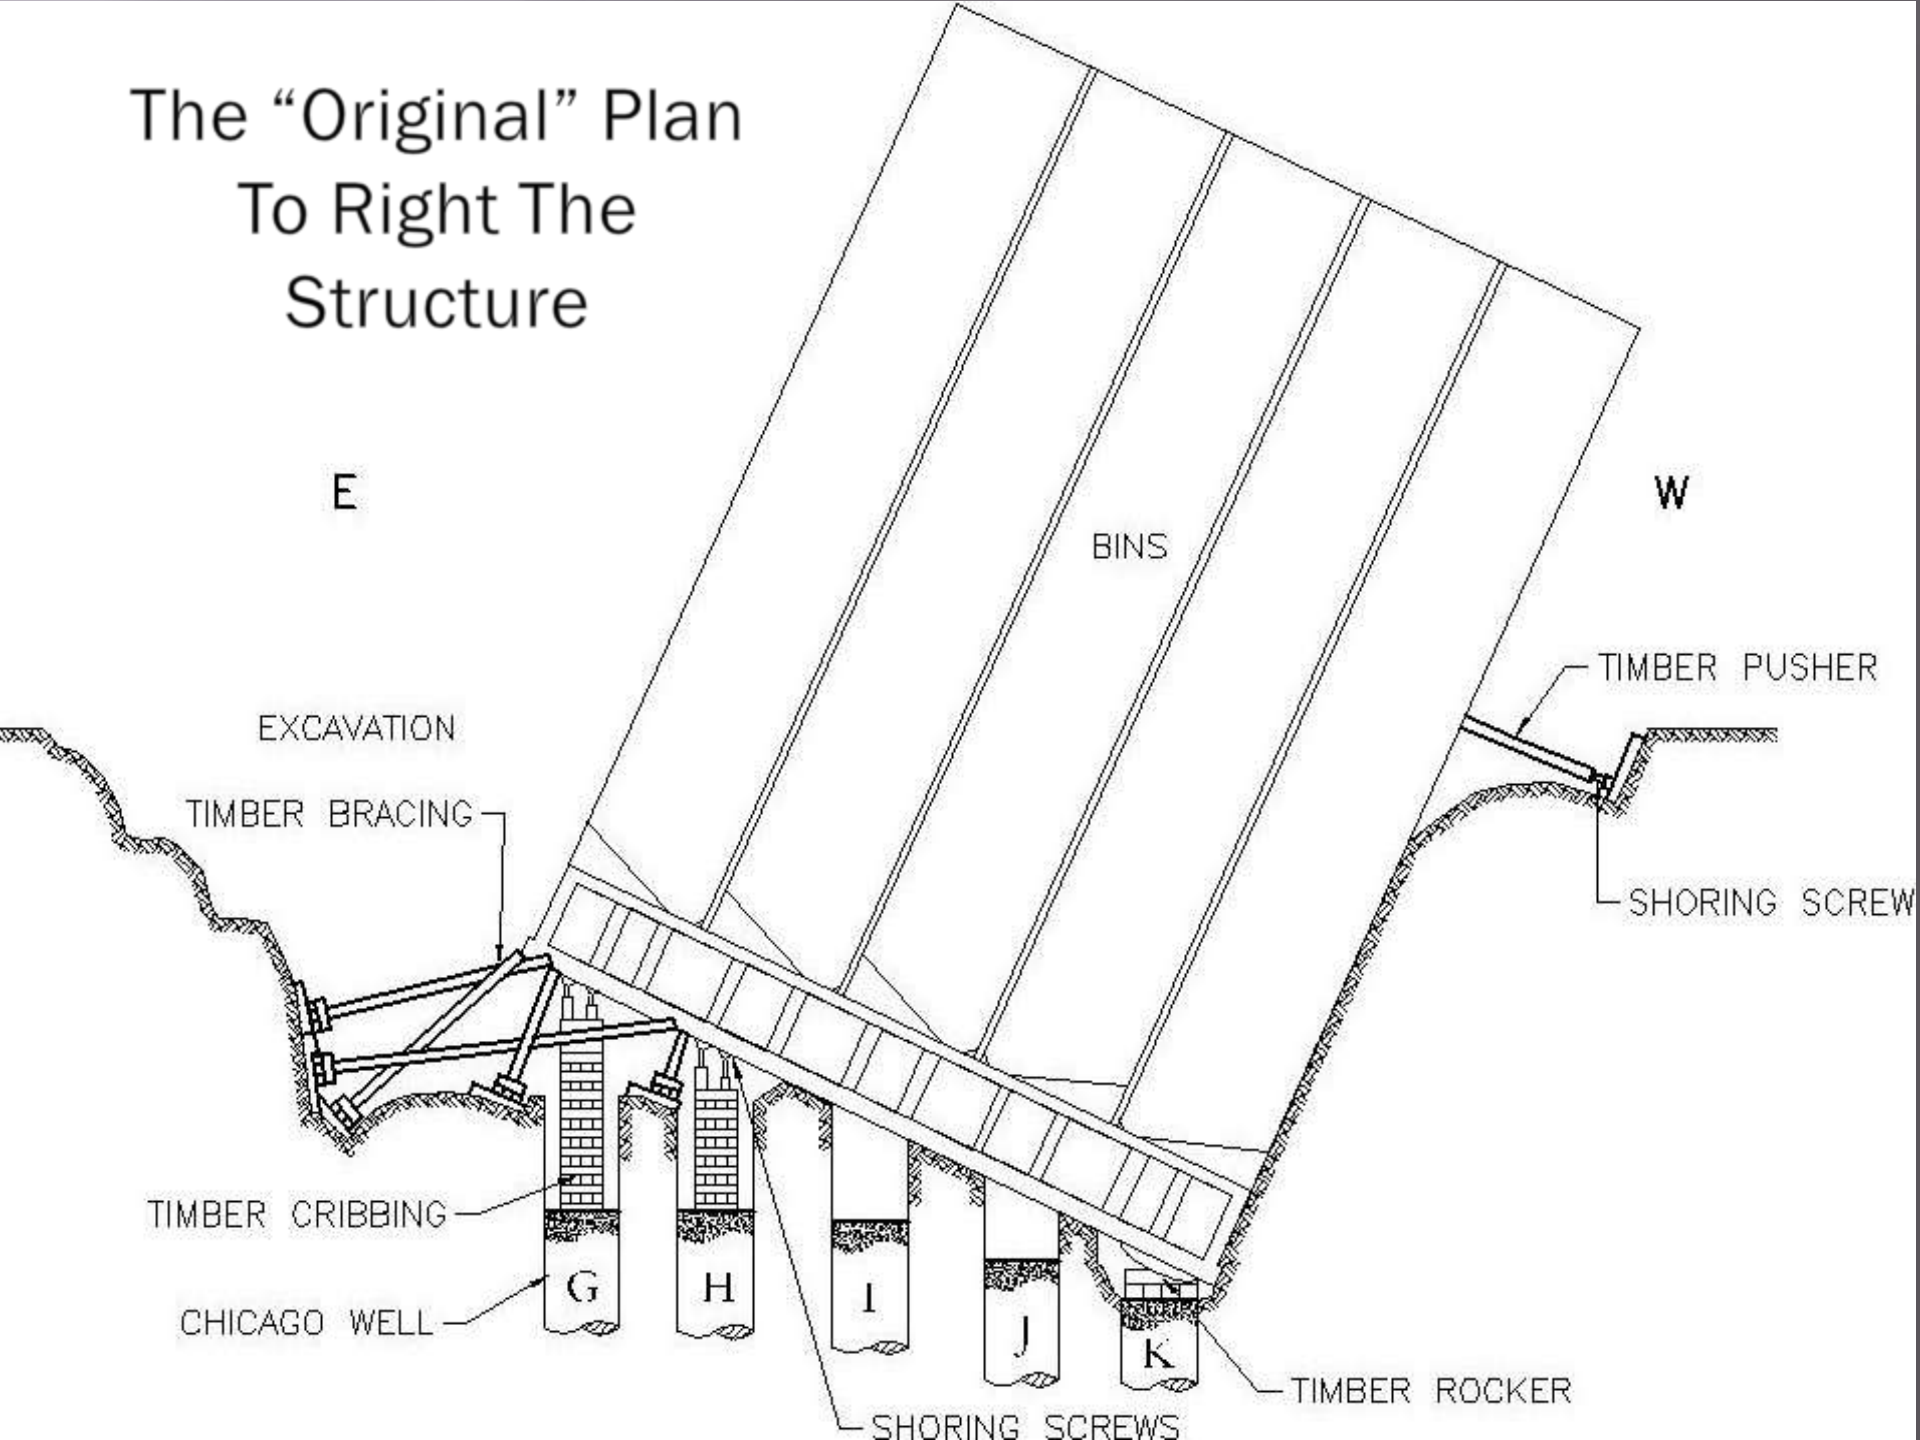 The “Original” Plan
To Right The
Structure
E
W
BINS
TIMBER PUSHER
EXCAVATION
TIMBER BRACING
SHORING SCREW
TIMBER CRIBBING
G
H
I
J
K
CHICAGO WELL
TIMBER ROCKER
SHORING SCREWS